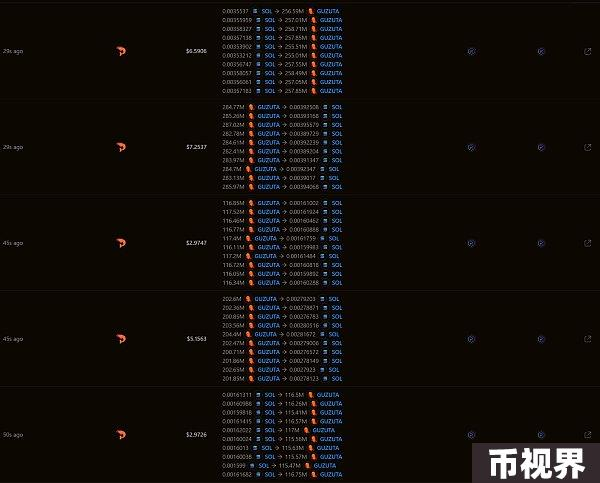 0.0035537 SOL → 256.59M GUZUTA
0.0035959 SOL → 257.01M GUZUTA
0.00358327 SOL → 258.71M GUZUTA
0.00357138 SOL → 257.85M GUZUTA
29s ago $6.5906 0.00353902 SOL → 255.51M GUZUTA
0.00353212 SOL → 255.01M GUZUTA
0.00356747 SOL → 257.55M GUZUTA
0.00358057 SOL → 258.49M GUZUTA
0.00356061 SOL → 257.05M GUZUTA
0.00357183 SOL → 257.86M GUZUTA
284.77M GUZUTA → 0.00392508 SOL
285.26M GUZUTA → 0.00393168 SOL
287.02M GUZUTA → 0.00395579 SOL
282.78M GUZUTA → 0.00389729 SOL
29s ago $7.2537 284.61M GUZUTA → 0.00392239 SOL
282.41M GUZUTA → 0.00389204 SOL
283.97M GUZUTA → 0.00391347 SOL
284.7M GUZUTA → 0.00392347 SOL
283.13M GUZUTA → 0.0039017 SOL
285.97M GUZUTA → 0.00394068 SOL
116.85M GUZUTA → 0.00161002 SOL
117.52M GUZUTA → 0.00161924 SOL
116.46M GUZUTA → 0.00160462 SOL
116.77M GUZUTA → 0.00160888 SOL
45s ago $2.9747 117.4M GUZUTA → 0.00161759 SOL
116.11M GUZUTA → 0.00159983 SOL
117.2M GUZUTA → 0.00161484 SOL
116.72M GUZUTA → 0.00160816 SOL
116.05M GUZUTA → 0.00159892 SOL
116.34M GUZUTA → 0.00160288 SOL
202.6M GUZUTA → 0.00279203 SOL
202.36M GUZUTA → 0.00278871 SOL
200.85M GUZUTA → 0.00276783 SOL
203.56M GUZUTA → 0.00280516 SOL
45s ago $5.1563 204.4M GUZUTA → 0.00281672 SOL
202.47M GUZUTA → 0.00279006 SOL
200.71M GUZUTA → 0.00276572 SOL
201.86M GUZUTA → 0.00278149 SOL
202.65M GUZUTA → 0.0027923 SOL
201.85M GUZUTA → 0.00278123 SOL
0.00161311 SOL → 116.5M GUZUTA
0.00160986 SOL → 116.26M GUZUTA
0.00159818 SOL → 115.41M GUZUTA
0.00161415 SOL → 116.57M GUZUTA
50s ago $2.9726 0.00162022 SOL → 117M GUZUTA
0.00160024 SOL → 115.56M GUZUTA
0.0016013 SOL → 115.63M GUZUTA
0.00160038 SOL → 115.57M GUZUTA
0.001599 SOL → 115.47M GUZUTA
0.00161682 SOL → 116.75M GUZUTA
币视界